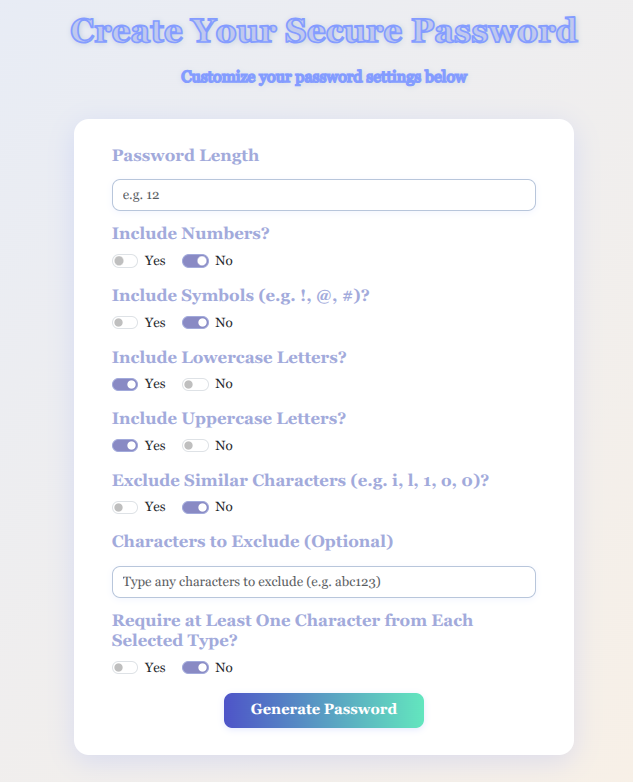 Create Your Secure Password
Customize your password settings below
Password Length
e.g. 12
Include Numbers?
Yes No
Include Symbols (e.g. !, @, #)?
Yes No
Include Lowercase Letters?
Yes No
Include Uppercase Letters?
Yes No
Exclude Similar Characters (e.g. i, l, 1, o, 0)?
Yes No
Characters to Exclude (Optional)
Type any characters to exclude (e.g. abc123)
Require at Least One Character from Each
Selected Type?
Yes No
Generate Password